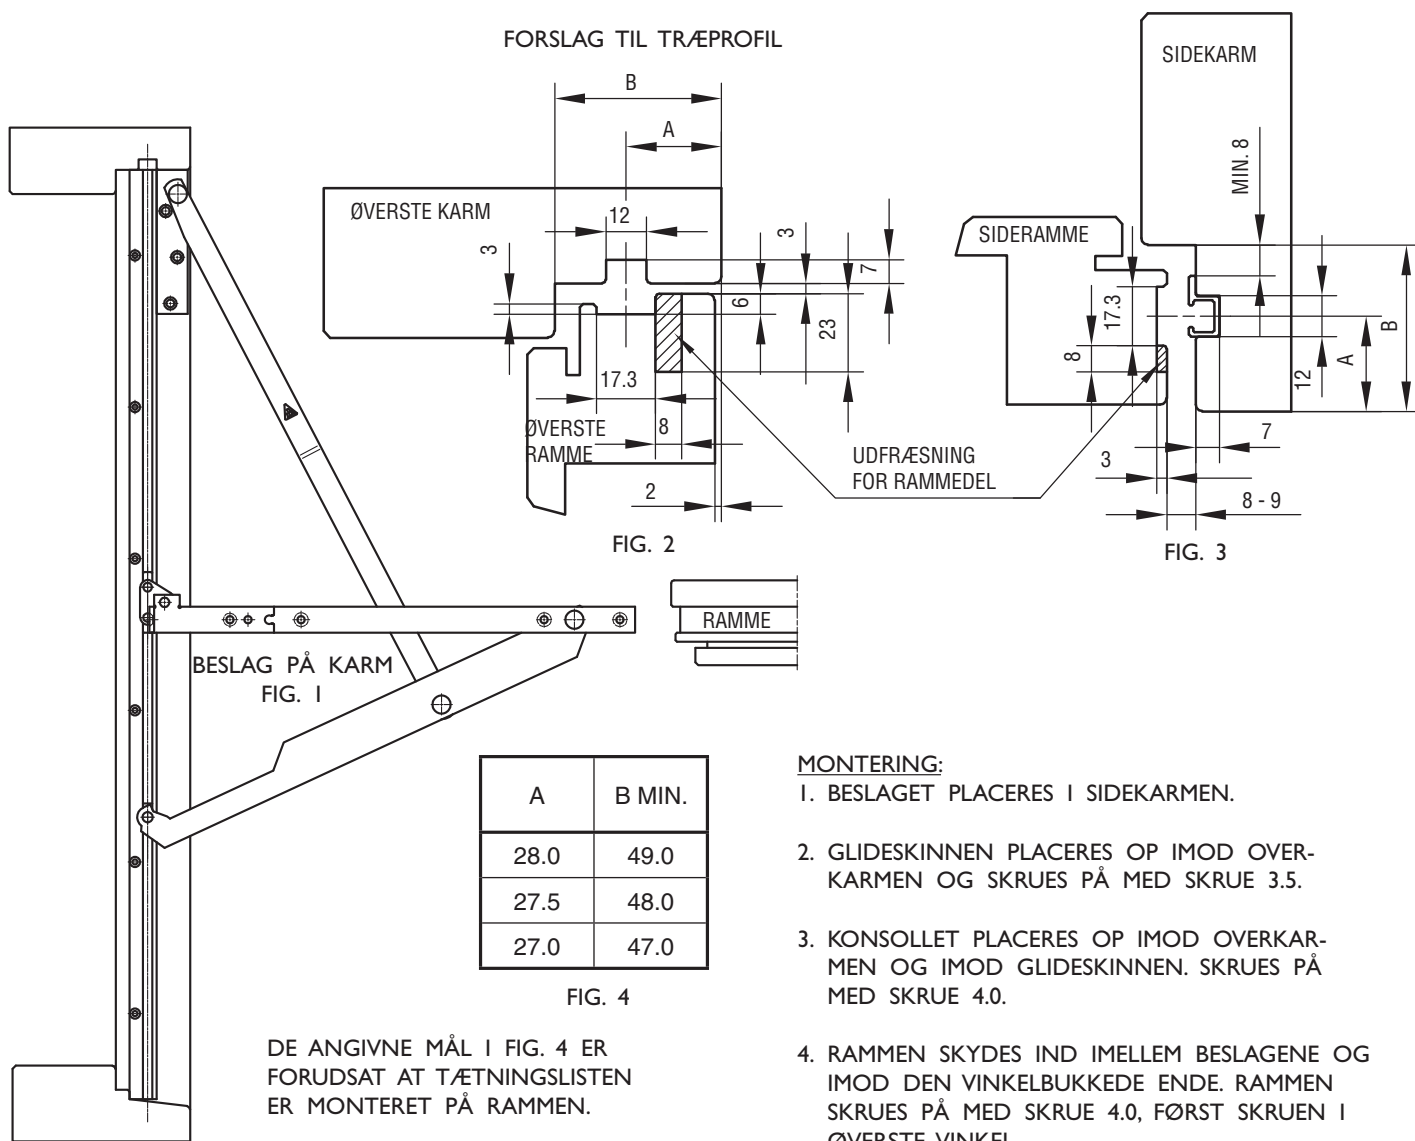 FORSLAG TIL TRÆPROFIL
B
A
ØVERSTE KARM
12
3
3
7
6
23
17.3
ØVERSTE
RAMME
8
2
FIG. 2
SIDEKARM
MIN. 8
SIDERAMME
17.3
8
12
A
B
7
3
8 - 9
UDFRÆSNING
FOR RAMMEDEL
FIG. 3
RAMME
BESLAG PÅ KARM
FIG. 1
A B MIN.
28.0 49.0
27.5 48.0
27.0 47.0
FIG. 4
DE ANGIVNE MÅL I FIG. 4 ER
FORUDSAT AT TÆTNINGSLISTEN
ER MONTERET PÅ RAMMEN.
MONTERING:
1. BESLAGET PLACERES I SIDEKARMEN.
2. GLIDESKINNEN PLACERES OP IMOD OVER-
KARMEN OG SKRUES PÅ MED SKRUE 3.5.
3. KONSOLLET PLACERES OP IMOD OVERKAR-
MEN OG IMOD GLIDESKINNEN. SKRUES PÅ
MED SKRUE 4.0.
4. RAMMEN SKYDES IND IMELLEM BESLAGENE OG
IMOD DEN VINKELBUKKEDE ENDE. RAMMEN
SKRUES PÅ MED SKRUE 4.0, FØRST SKRUEN I
ØVERSTE VINKEL